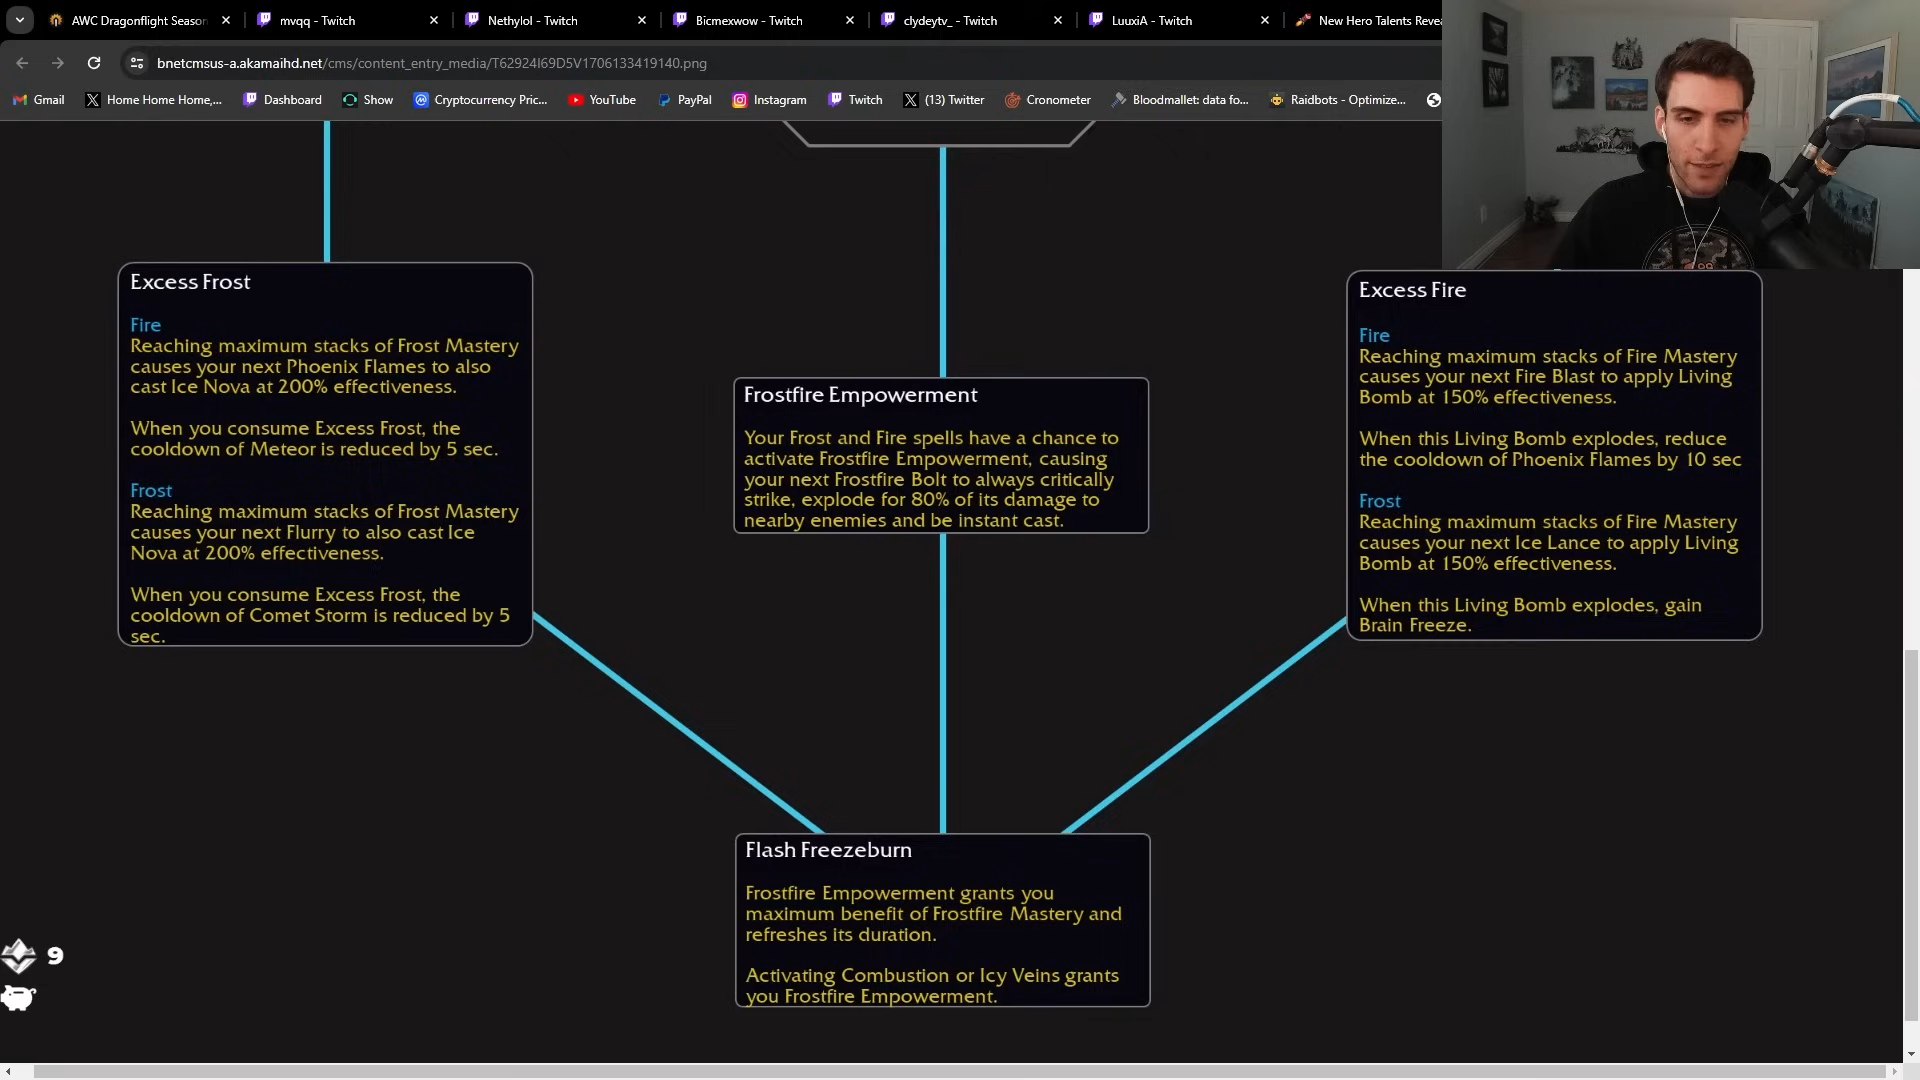 AWC Dragonflight Season
mvqq - Twitch
Nethylol - Twitch
Bicmexwow - Twitch
clydeytv_ - Twitch
LuuxiA - Twitch
New Hero Talents Revea
bnetcmsus-a.akamaihd.net/cms/content_entry_media/T62924I69D5V1706133419140.png
Gmail
Home Home Home,...
Dashboard
Show
Cryptocurrency Pric...
YouTube
PayPal
Instagram
Twitch
(13) Twitter
Cronometer
Bloodmallet: data fo...
Raidbots - Optimize...
Excess Frost
Fire
Reaching maximum stacks of Frost Mastery
causes your next Phoenix Flames to also
cast Ice Nova at 200% effectiveness.
When you consume Excess Frost, the
cooldown of Meteor is reduced by 5 sec.
Frost
Reaching maximum stacks of Frost Mastery
causes your next Flurry to also cast Ice
Nova at 200% effectiveness.
When you consume Excess Frost, the
cooldown of Comet Storm is reduced by 5
sec.
Frostfire Empowerment
Your Frost and Fire spells have a chance to
activate Frostfire Empowerment, causing
your next Frostfire Bolt to always critically
strike, explode for 80% of its damage to
nearby enemies and be instant cast.
Excess Fire
Fire
Reaching maximum stacks of Fire Mastery
causes your next Fire Blast to apply Living
Bomb at 150% effectiveness.
When this Living Bomb explodes, reduce
the cooldown of Phoenix Flames by 10 sec
Frost
Reaching maximum stacks of Fire Mastery
causes your next Ice Lance to apply Living
Bomb at 150% effectiveness.
When this Living Bomb explodes, gain
Brain Freeze.
Flash Freezeburn
Frostfire Empowerment grants you
maximum benefit of Frostfire Mastery and
refreshes its duration.
Activating Combustion or Icy Veins grants
you Frostfire Empowerment.
9